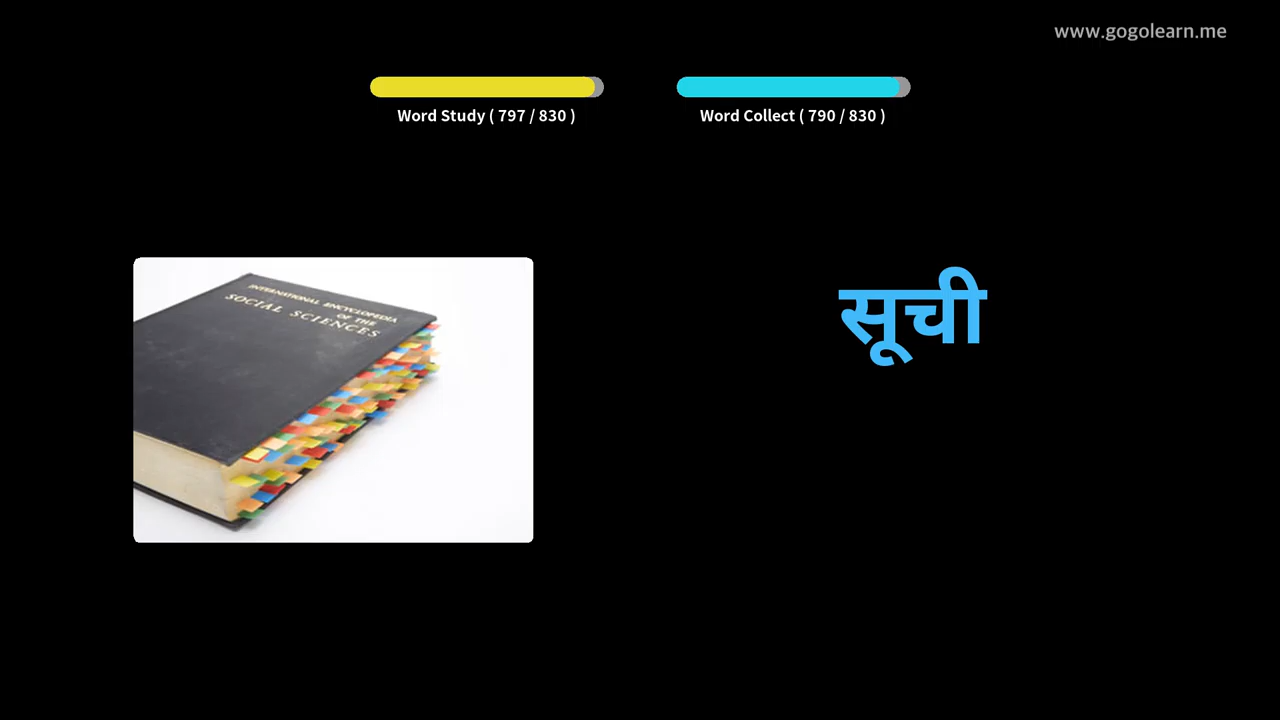 www.gogolearn.me
Word Study ( 797 / 830 )
Word Collect ( 790 / 830 )
INTERNATIONAL ENCYCLOPEDIA
OF THE
SOCIAL SCIENCES
सूची